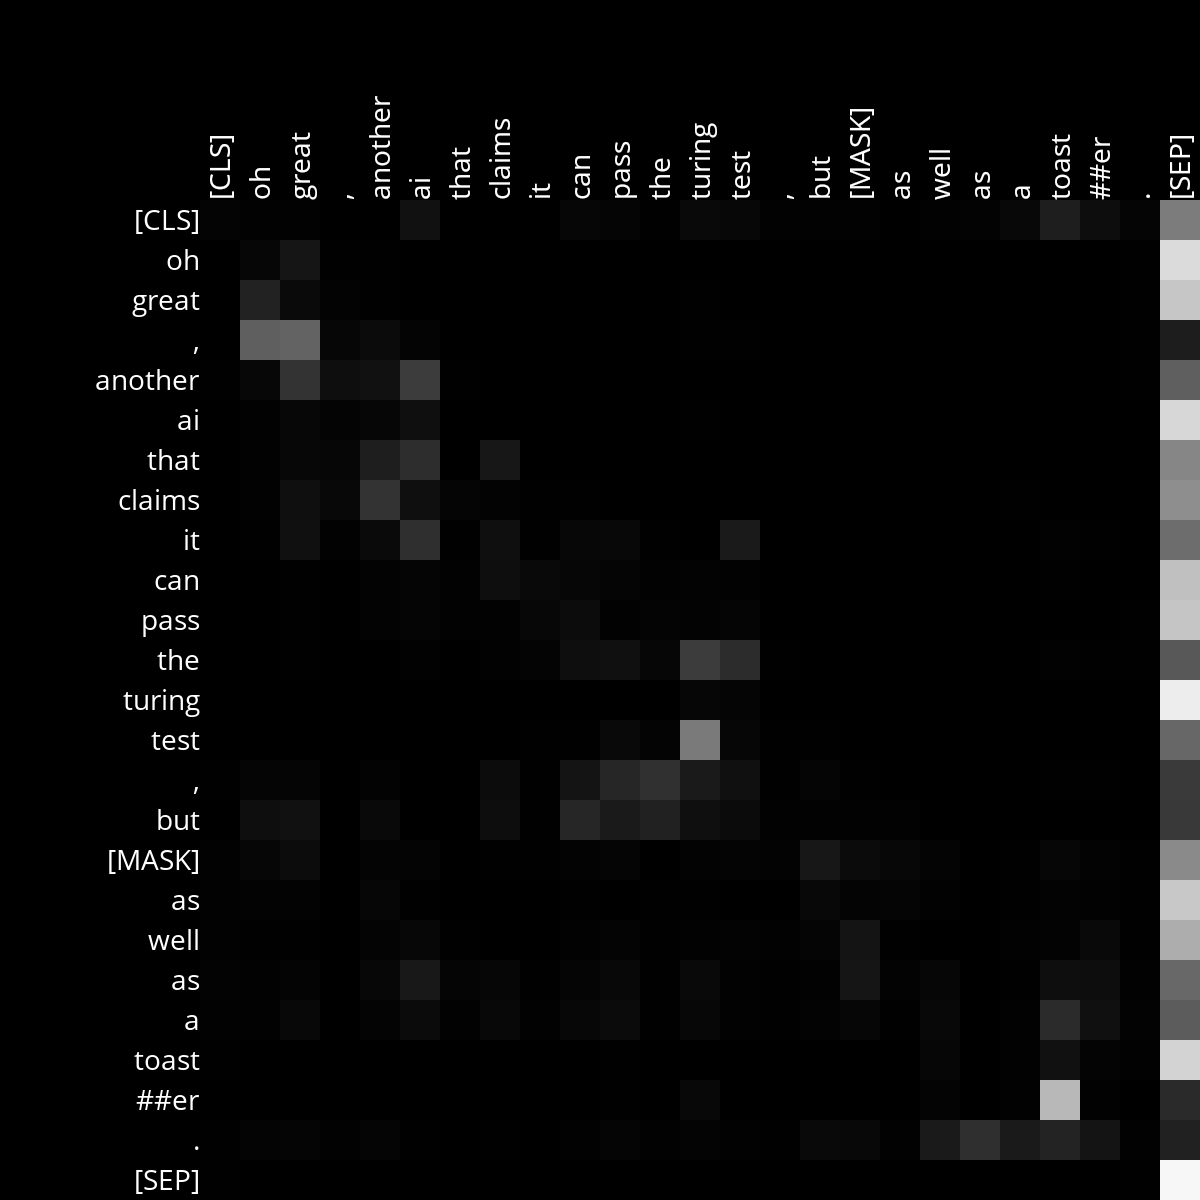 [CLS] oh great , another ai that claims it can pass the turing test , but [MASK] as well as a toast ##er . [SEP]
[CLS]
oh
great
,
another
ai
that
claims
it
can
pass
the
turing
test
,
but
[MASK]
as
well
as
a
toast
##er
.
[SEP]